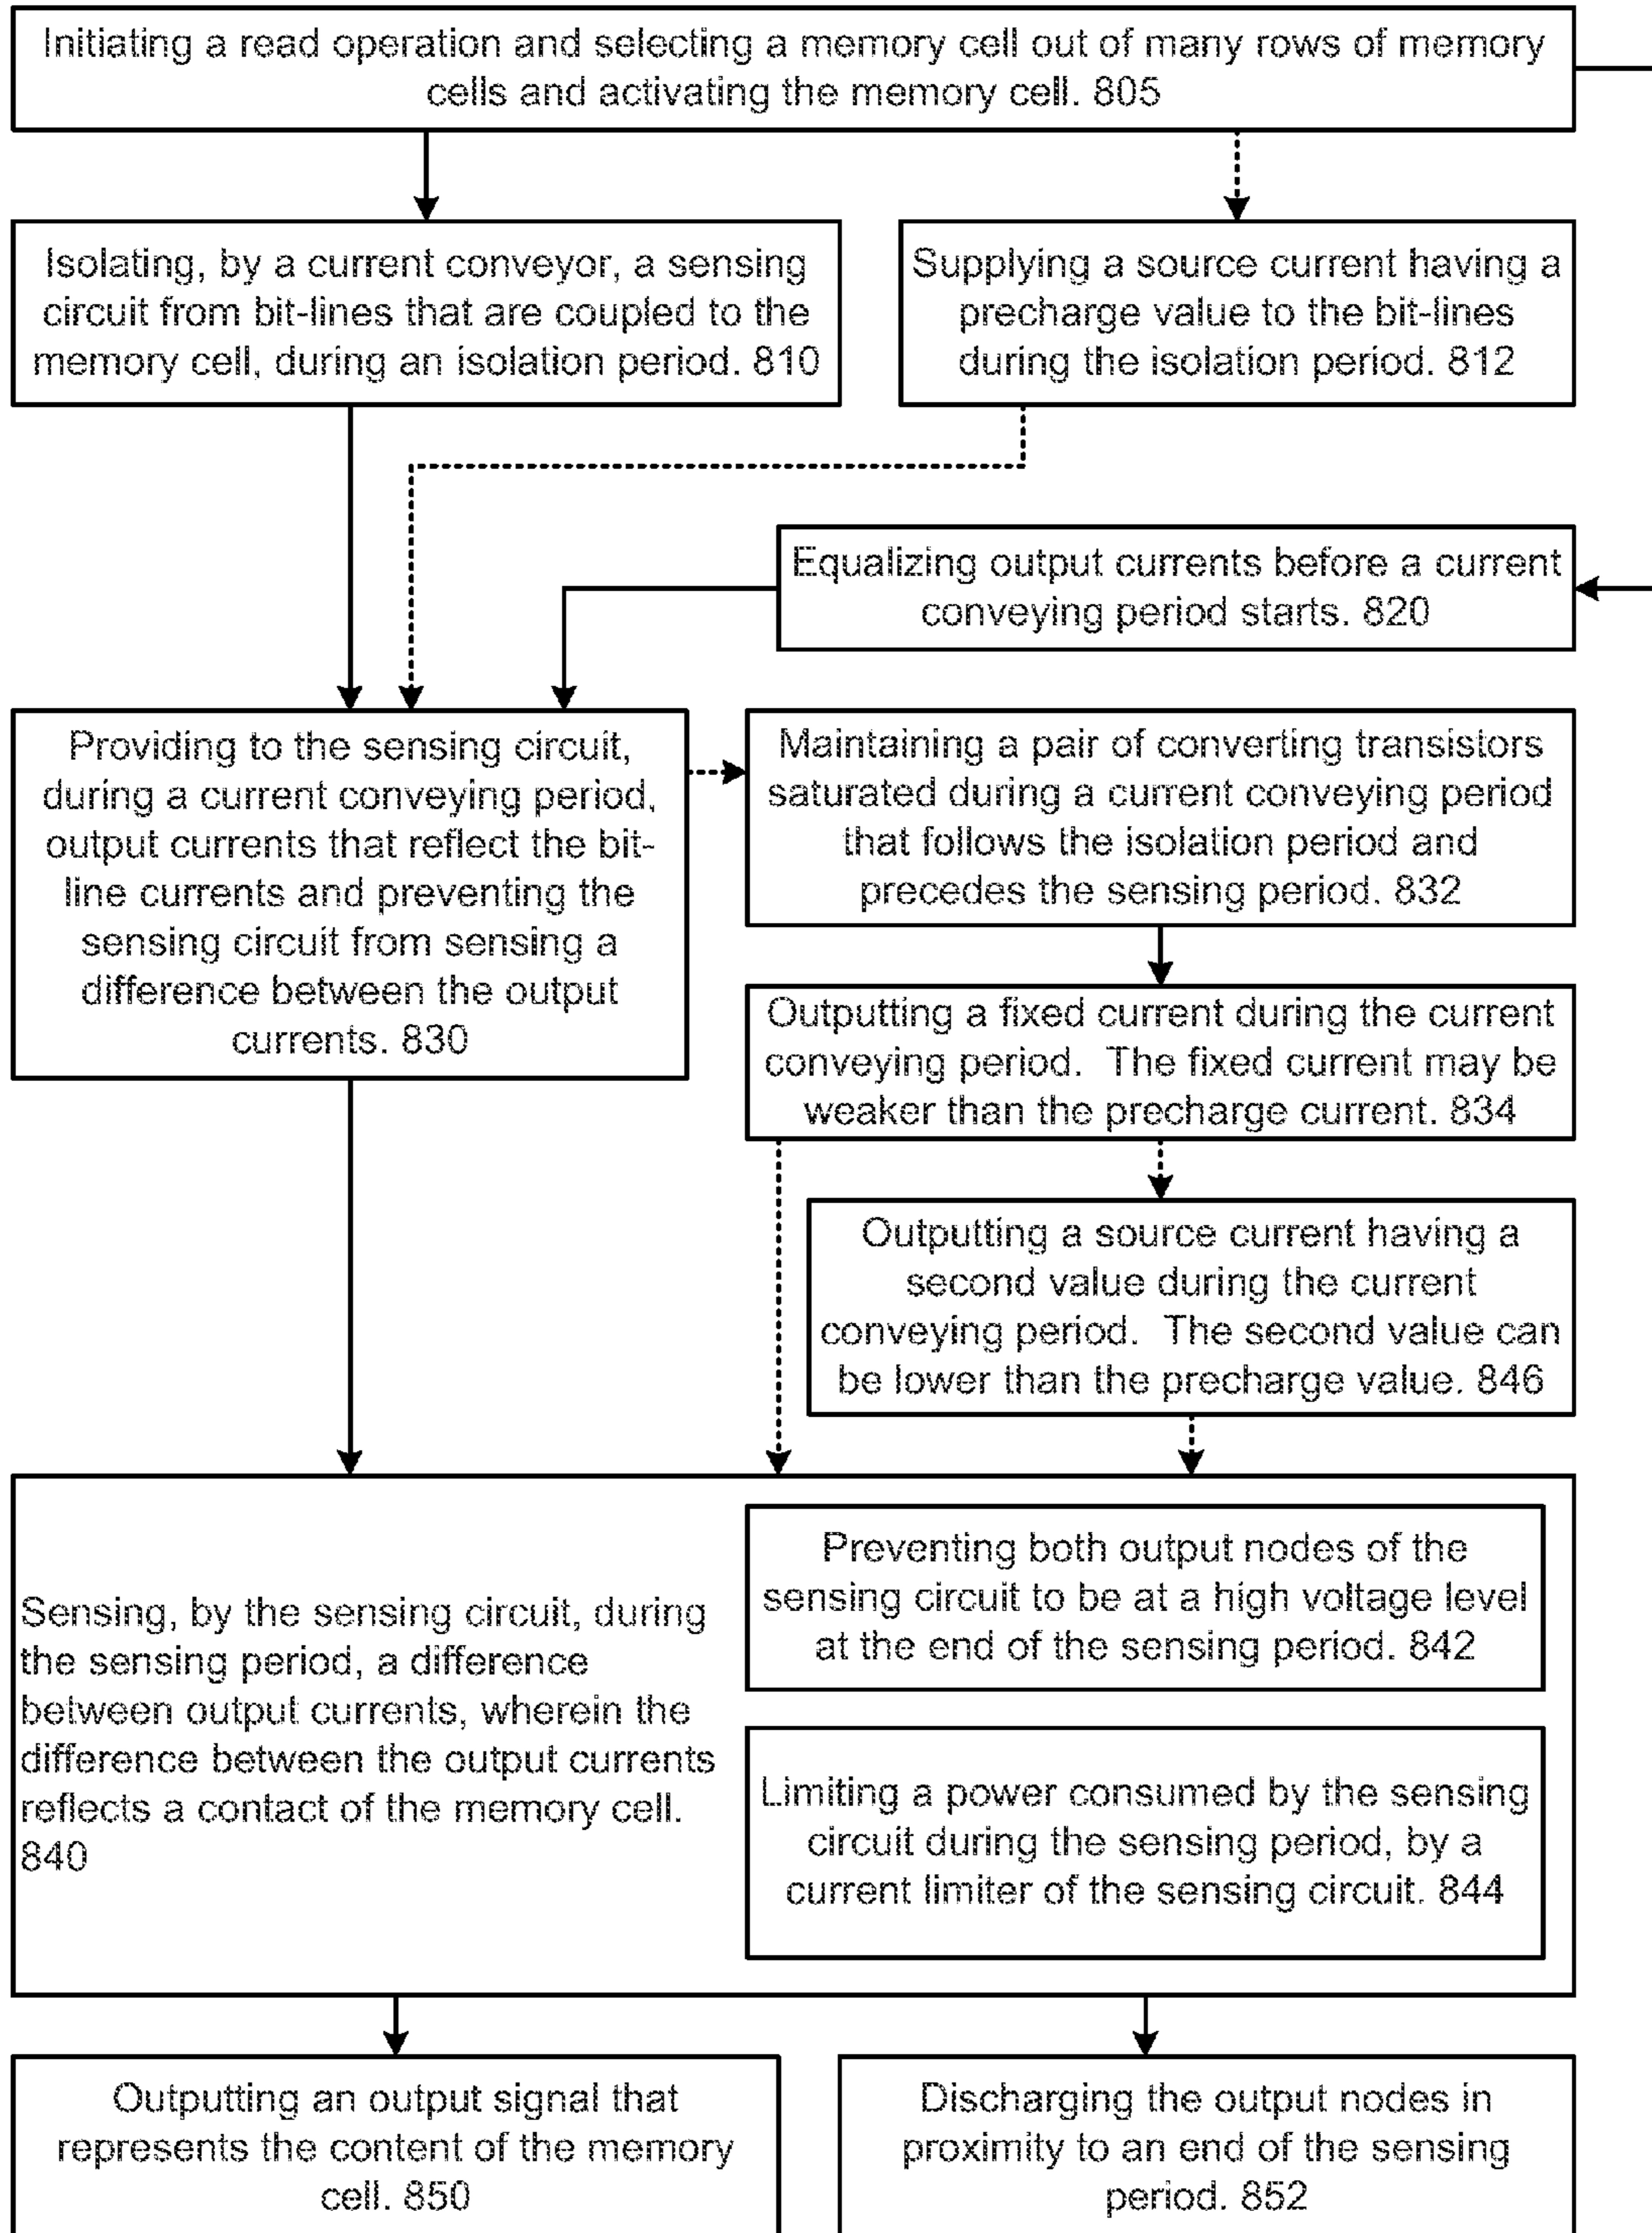 Initiating a read operation and selecting a memory cell out of many rows of memory
cells and activating the memory cell. 805
Isolating, by a current conveyor, a sensing
circuit from bit-lines that are coupled to the
memory cell, during an isolation period. 810
Supplying a source current having a
precharge value to the bit-lines
during the isolation period. 812
Equalizing output currents before a current
conveying period starts. 820
Providing to the sensing circuit,
during a current conveying period,
output currents that reflect the bit-
line currents and preventing the
sensing circuit from sensing a
difference between the output
currents. 830
Maintaining a pair of converting transistors
saturated during a current conveying period
that follows the isolation period and
precedes the sensing period. 832
Outputting a fixed current during the current
conveying period. The fixed current may be
weaker than the precharge current. 834
Outputting a source current having a
second value during the current
conveying period. The second value can
be lower than the precharge value. 846
Sensing, by the sensing circuit, during
the sensing period, a difference
between output currents, wherein the
difference between the output currents
reflects a contact of the memory cell.
840
Preventing both output nodes of the
sensing circuit to be at a high voltage level
at the end of the sensing period. 842
Limiting a power consumed by the sensing
circuit during the sensing period, by a
current limiter of the sensing circuit. 844
Outputting an output signal that
represents the content of the memory
cell. 850
Discharging the output nodes in
proximity to an end of the sensing
period. 852